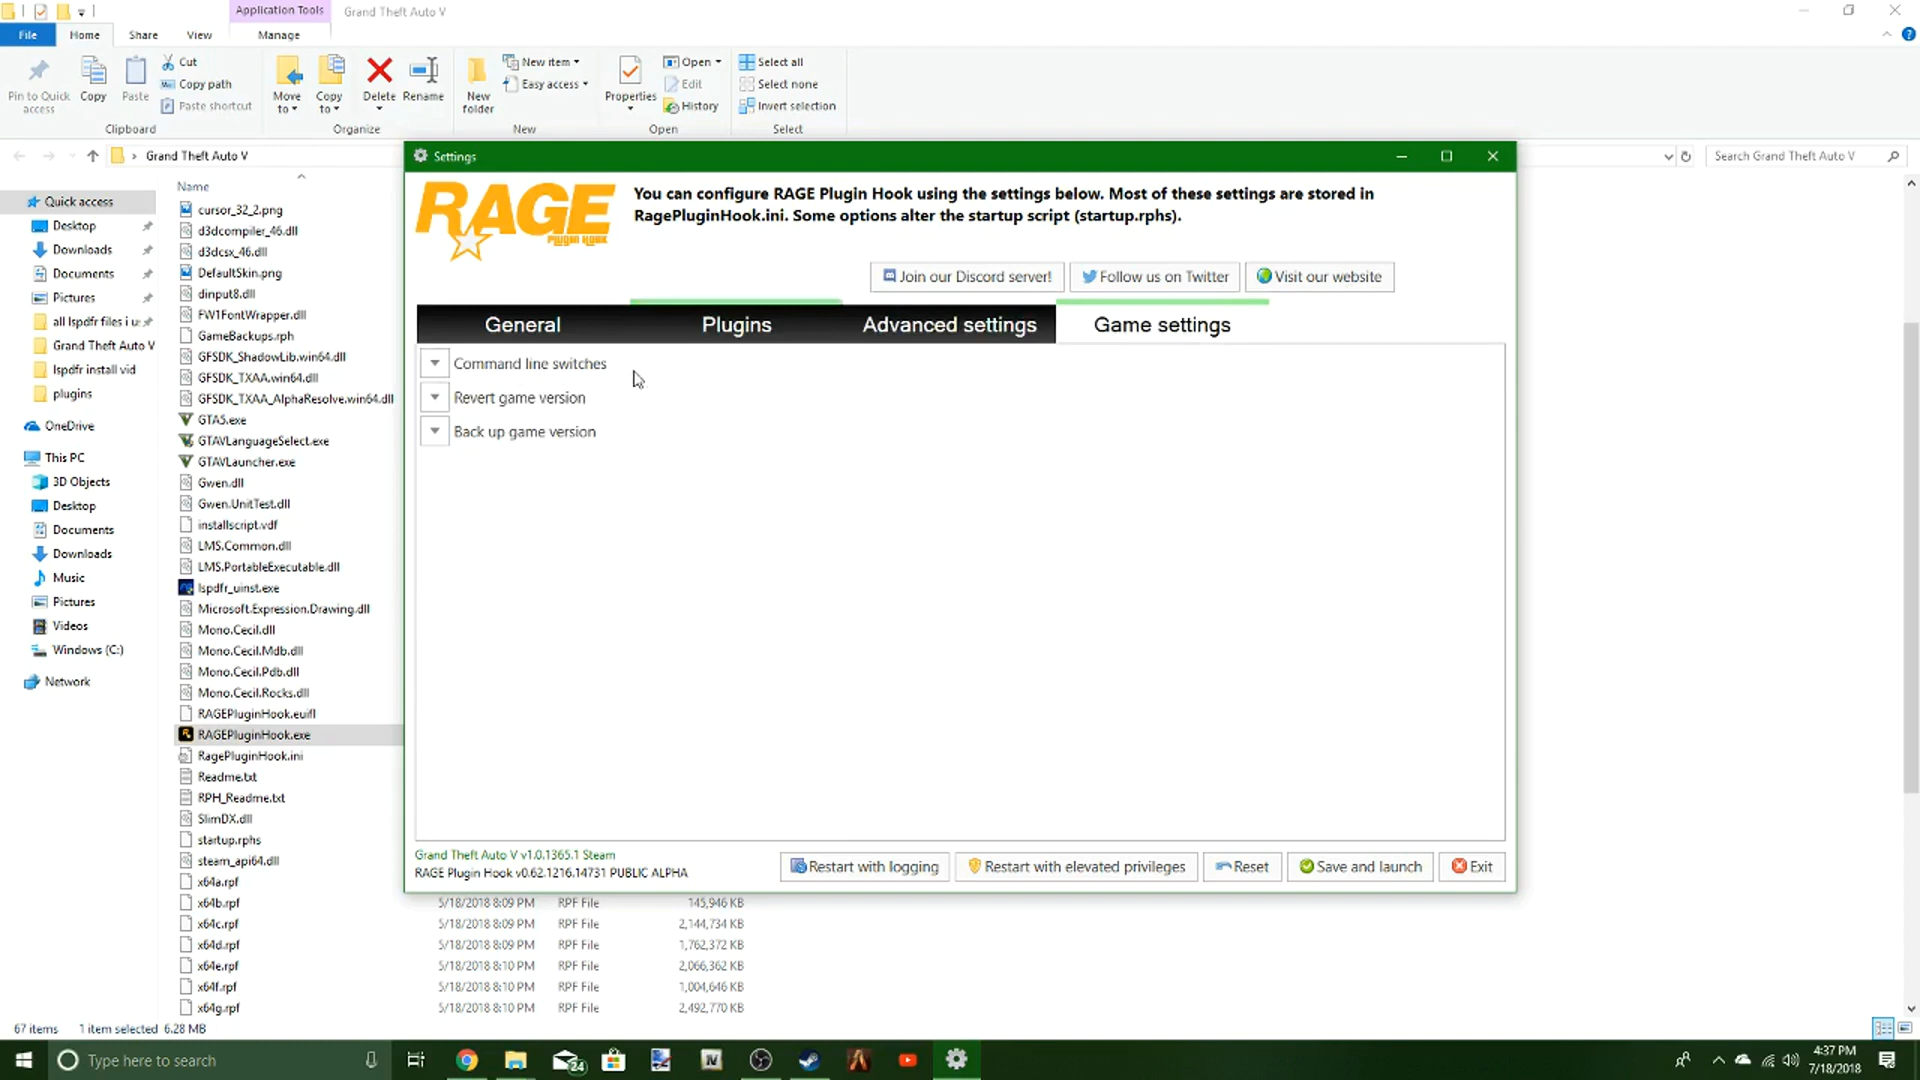 Application Tools
Grand Theft Auto V
File
Home
Share
View
Manage
Pin to Quick access
Copy
Paste
Cut
Copy path
Paste shortcut
Clipboard
Move to
Copy to
Delete
Rename
Organize
New folder
New item
Easy access
New
Properties
Open
Edit
History
Open
Select all
Select none
Invert selection
Select
Grand Theft Auto V
Search Grand Theft Auto V
Quick access
Desktop
Downloads
Documents
Pictures
all lspdfr files i u
Grand Theft Auto V
lspdfr install vid
plugins
OneDrive
This PC
3D Objects
Desktop
Documents
Downloads
Music
Pictures
Videos
Windows (C:)
Network
Name
cursor_32_2.png
d3dcompiler_46.dll
d3dcsx_46.dll
DefaultSkin.png
dinput8.dll
FW1FontWrapper.dll
GameBackups.rph
GFSDK_ShadowLib.win64.dll
GFSDK_TXAA.win64.dll
GFSDK_TXAA_AlphaResolve.win64.dll
GTA5.exe
GTAVLanguageSelect.exe
GTAVLauncher.exe
Gwen.dll
Gwen.UnitTest.dll
installscript.vdf
LMS.Common.dll
LMS.PortableExecutable.dll
lspdfr_uinst.exe
Microsoft.Expression.Drawing.dll
Mono.Cecil.dll
Mono.Cecil.Mdb.dll
Mono.Cecil.Pdb.dll
Mono.Cecil.Rocks.dll
RAGEPluginHook.euifl
RAGEPluginHook.exe
RagePluginHook.ini
Readme.txt
RPH_Readme.txt
SlimDX.dll
startup.rphs
steam_api64.dll
x64a.rpf
x64b.rpf 5/18/2018 8:09 PM RPF File 145,946 KB
x64c.rpf 5/18/2018 8:09 PM RPF File 2,144,734 KB
x64d.rpf 5/18/2018 8:09 PM RPF File 1,762,372 KB
x64e.rpf 5/18/2018 8:10 PM RPF File 2,066,362 KB
x64f.rpf 5/18/2018 8:10 PM RPF File 1,004,646 KB
x64g.rpf 5/18/2018 8:10 PM RPF File 2,492,770 KB
Settings
RAGE
PLUGIN HOOK
You can configure RAGE Plugin Hook using the settings below. Most of these settings are stored in
RagePluginHook.ini. Some options alter the startup script (startup.rphs).
Join our Discord server!
Follow us on Twitter
Visit our website
General
Plugins
Advanced settings
Game settings
Command line switches
Revert game version
Back up game version
Grand Theft Auto V v1.0.1365.1 Steam
RAGE Plugin Hook v0.62.1216.14731 PUBLIC ALPHA
Restart with logging
Restart with elevated privileges
Reset
Save and launch
Exit
67 items
1 item selected 6.28 MB
Type here to search
24
4:37 PM
7/18/2018